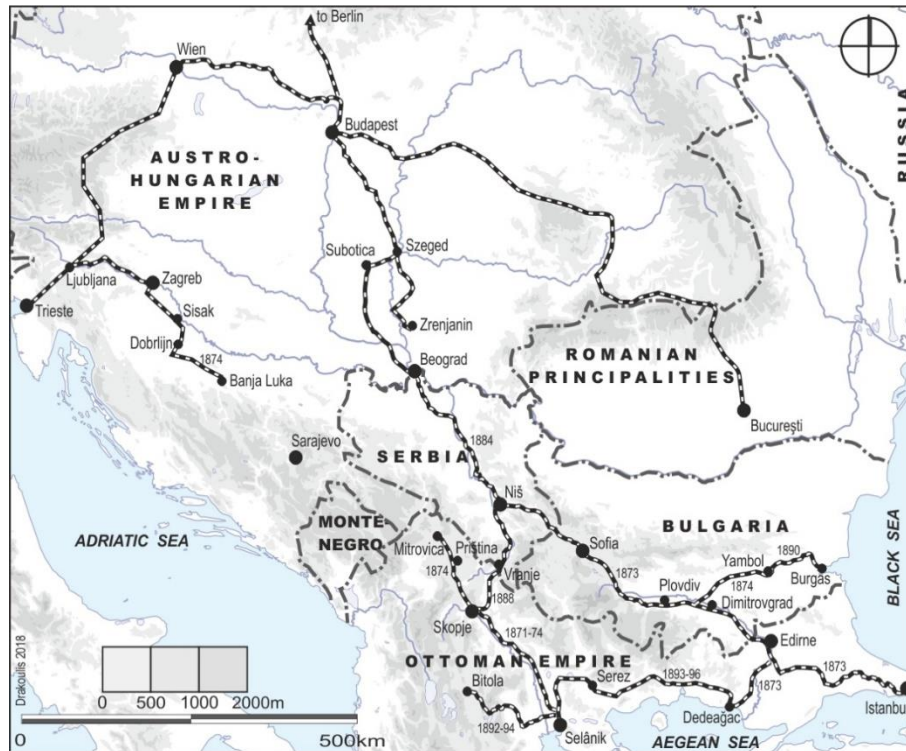 to Berlin
Wien
Budapest
RUSSIA
AUSTRO-
HUNGARIAN
EMPIRE
Subotica
Szeged
Ljubljana
Zagreb
Trieste
Sisak
Zrenjanin
Dobrlijn
1874
Banja Luka
Beograd
ROMANIAN
PRINCIPALITIES
Bucureşti
Sarajevo
SERBIA
1884
Niš
MONTE-
NEGRO
BULGARIA
ADRIATIC SEA
Mitrovica
Priština
Sofia
Yambol
1890
BLACK SEA
1874
Vranje
1873
1874
Burgas
Plovdiv
Dimitrovgrad
1888
Skopje
1871-74
Edirne
Drakoulis 2018
OTTOMAN EMPIRE
Bitola
Serez
1893-96
1873
1873
Istanbul
0 500 1000 2000m
1892-94
Selânik
Dedeağac
0 500km
AEGEAN SEA